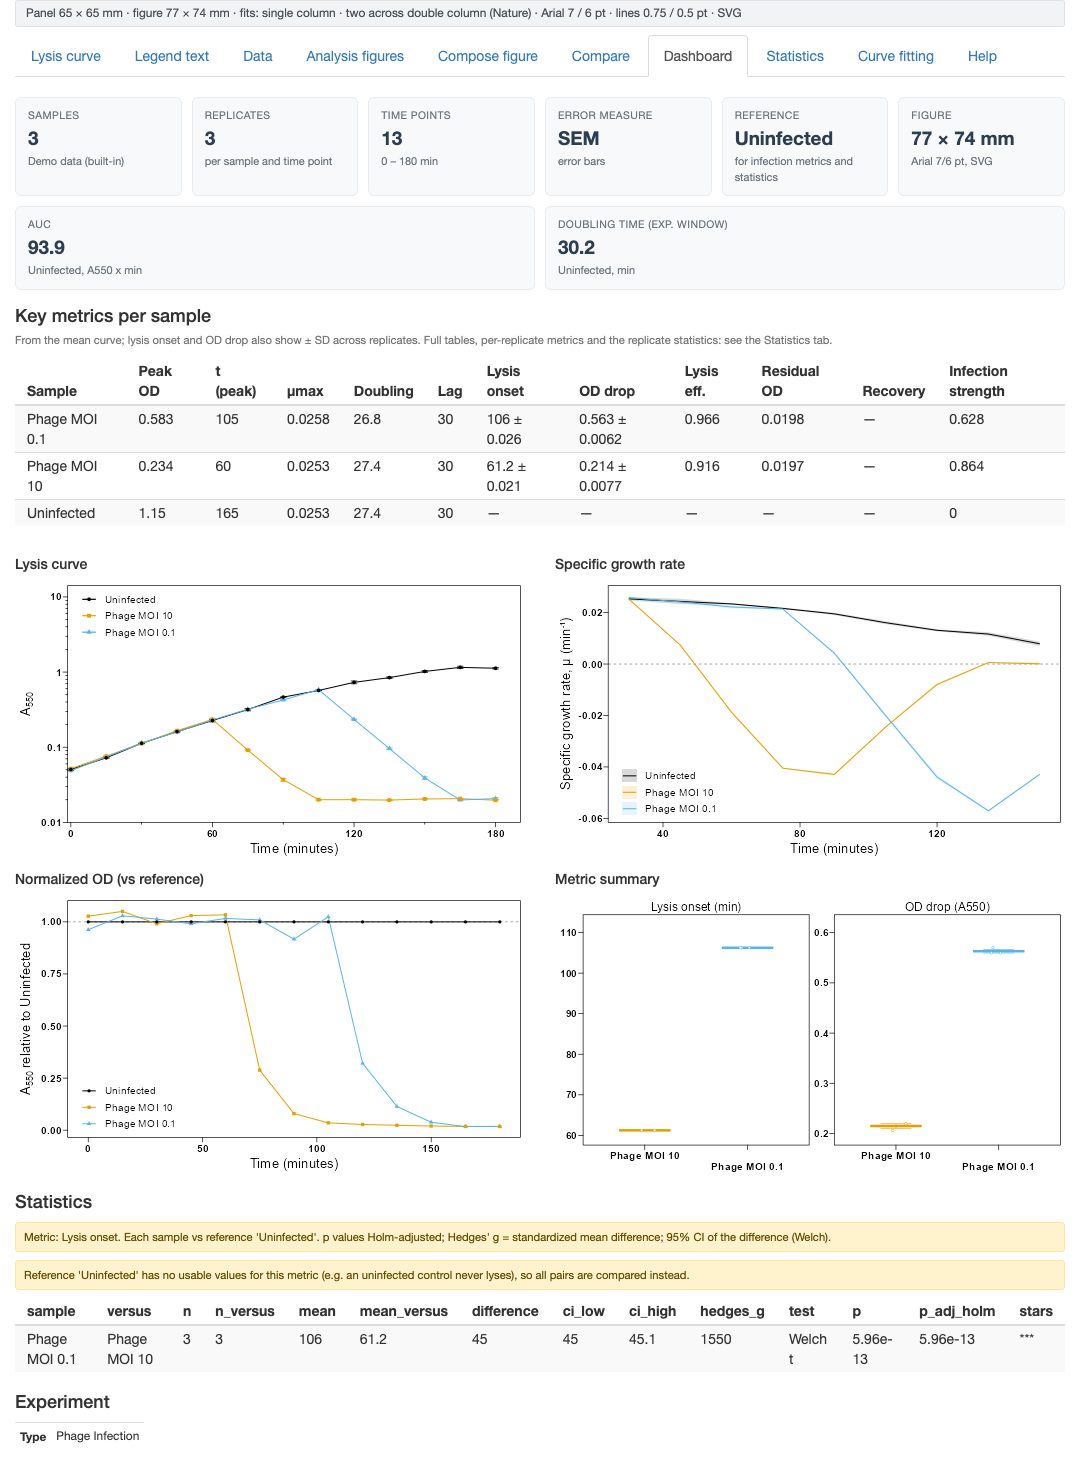 Panel 65 × 65 mm · figure 77 × 74 mm · fits: single column · two across double column (Nature) · Arial 7 / 6 pt · lines 0.75 / 0.5 pt · SVG
Lysis curve Legend text Data Analysis figures Compose figure Compare Dashboard Statistics Curve fitting Help
SAMPLES
3
Demo data (built-in)
REPLICATES
3
per sample and time point
TIME POINTS
13
0 – 180 min
ERROR MEASURE
SEM
error bars
REFERENCE
Uninfected
for infection metrics and
statistics
FIGURE
77 × 74 mm
Arial 7/6 pt, SVG
AUC
93.9
Uninfected, A550 x min
DOUBLING TIME (EXP. WINDOW)
30.2
Uninfected, min
Key metrics per sample
From the mean curve; lysis onset and OD drop also show ± SD across replicates. Full tables, per-replicate metrics and the replicate statistics: see the Statistics tab.
Sample Peak OD t (peak) μmax Doubling Lag Lysis onset OD drop Lysis eff. Residual OD Recovery Infection strength
Phage MOI 0.1 0.583 105 0.0258 26.8 30 106 ± 0.026 0.563 ± 0.0062 0.966 0.0198 — 0.628
Phage MOI 10 0.234 60 0.0253 27.4 30 61.2 ± 0.021 0.214 ± 0.0077 0.916 0.0197 — 0.864
Uninfected 1.15 165 0.0253 27.4 30 — — — — — 0
Lysis curve
10
1
0.1
0.01
A550
Uninfected
Phage MOI 10
Phage MOI 0.1
0 60 120 180
Time (minutes)
Specific growth rate
0.02
0.00
-0.02
-0.04
-0.06
Specific growth rate, μ (min⁻¹)
Uninfected
Phage MOI 10
Phage MOI 0.1
40 80 120
Time (minutes)
Normalized OD (vs reference)
1.00
0.75
0.50
0.25
0.00
A550 relative to Uninfected
Uninfected
Phage MOI 10
Phage MOI 0.1
0 50 100 150
Time (minutes)
Metric summary
Lysis onset (min)
110
100
90
80
70
60
Phage MOI 10
Phage MOI 0.1
OD drop (A550)
0.6
0.5
0.4
0.3
0.2
Phage MOI 10
Phage MOI 0.1
Statistics
Metric: Lysis onset. Each sample vs reference 'Uninfected'. p values Holm-adjusted; Hedges' g = standardized mean difference; 95% CI of the difference (Welch).
Reference 'Uninfected' has no usable values for this metric (e.g. an uninfected control never lyses), so all pairs are compared instead.
sample versus n n_versus mean mean_versus difference ci_low ci_high hedges_g test p p_adj_holm stars
Phage MOI 0.1 Phage MOI 10 3 3 106 61.2 45 45 45.1 1550 Welch t 5.96e-13 5.96e-13 ***
Experiment
Type Phage Infection